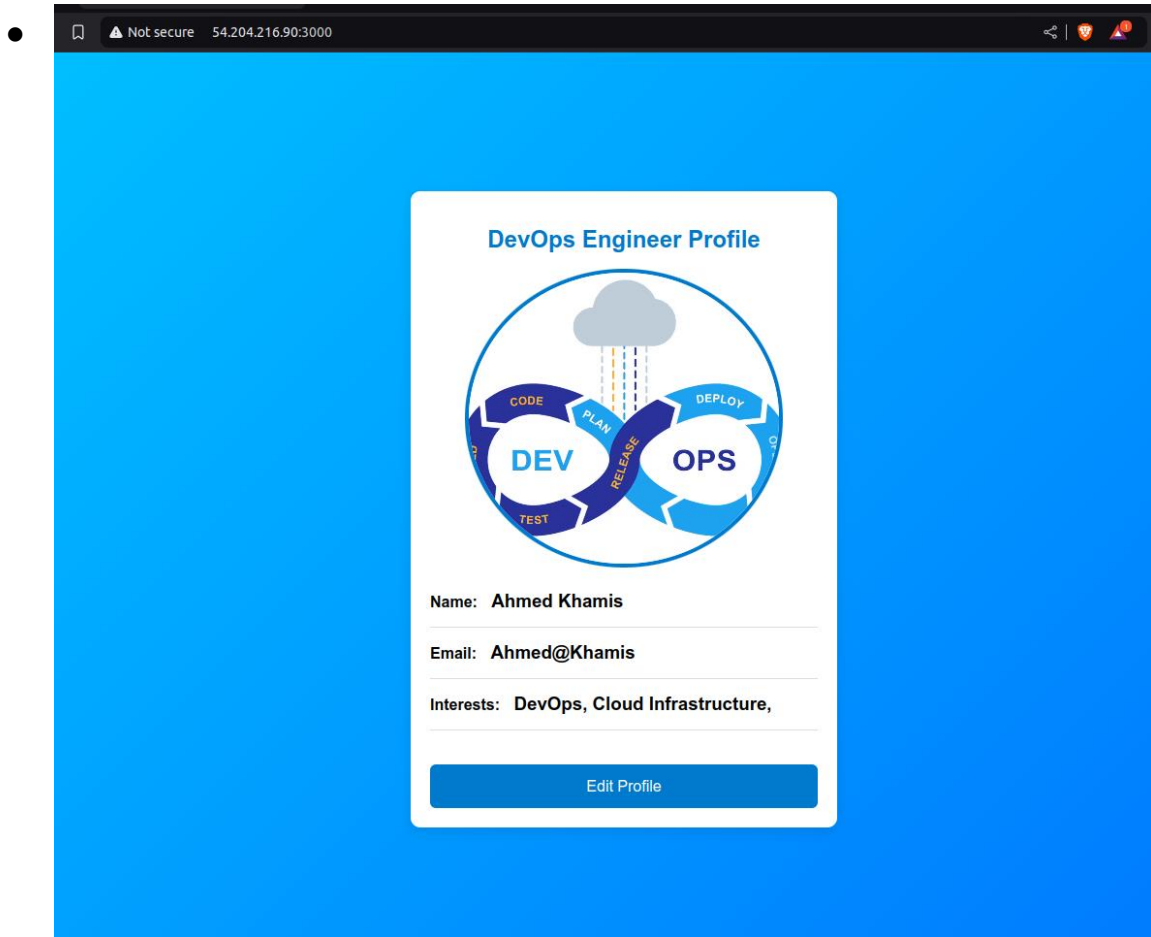 Not secure 54.204.216.90:3000
DevOps Engineer Profile
CODE
PLAN
DEPLOY
DEV
RELEASE
OPS
TEST
Name: Ahmed Khamis
Email: Ahmed@Khamis
Interests: DevOps, Cloud Infrastructure,
Edit Profile